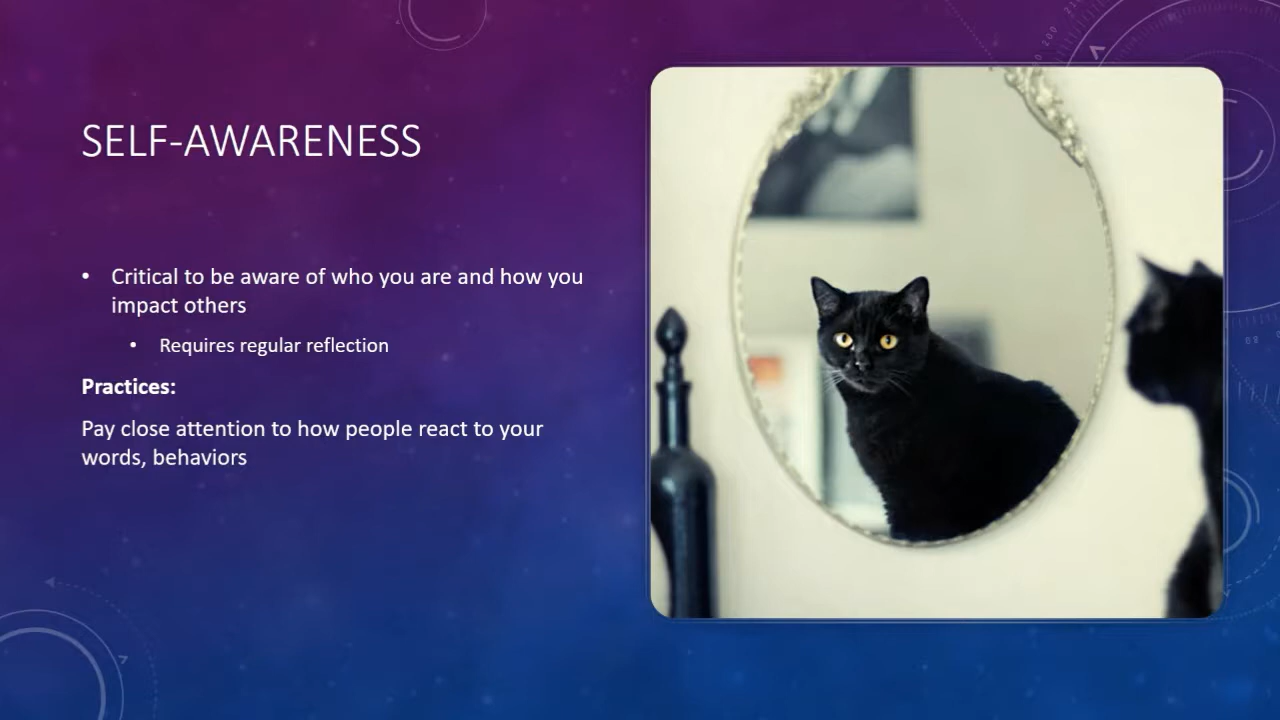 SELF-AWARENESS
• Critical to be aware of who you are and how you
impact others
• Requires regular reflection
Practices:
Pay close attention to how people react to your
words, behaviors